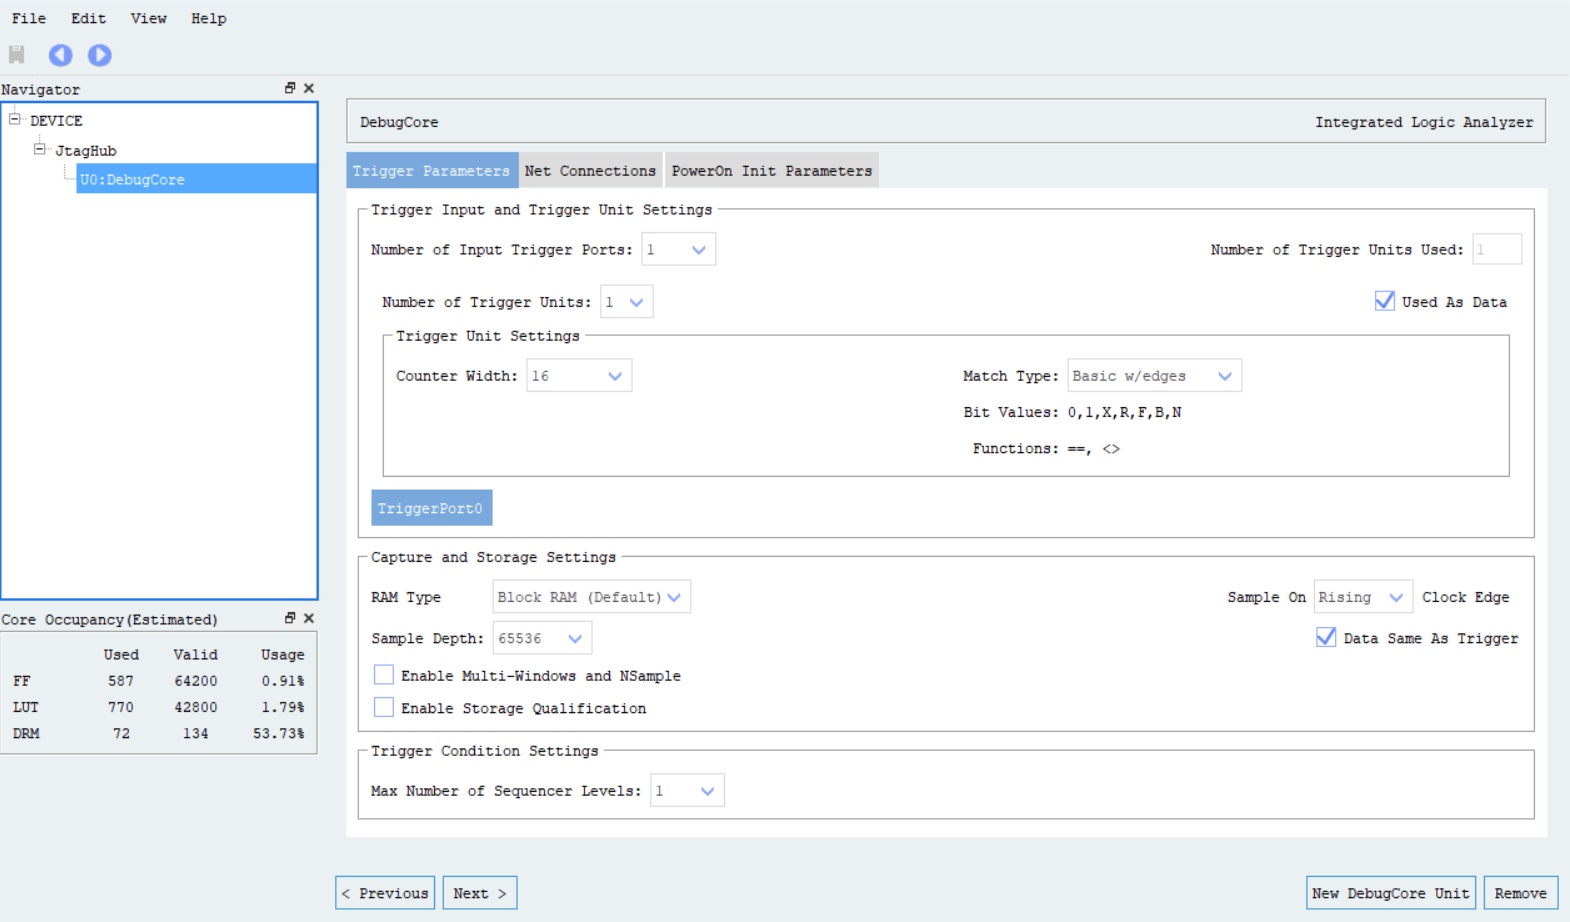 File Edit View Help
Navigator
DEVICE
JtagHub
U0:DebugCore
Core Occupancy(Estimated)
Used Valid Usage
FF 587 64200 0.91%
LUT 770 42800 1.79%
DRM 72 134 53.73%
DebugCore Integrated Logic Analyzer
Trigger Parameters Net Connections PowerOn Init Parameters
Trigger Input and Trigger Unit Settings
Number of Input Trigger Ports: 1 Number of Trigger Units Used: 1
Number of Trigger Units: 1 Used As Data
Trigger Unit Settings
Counter Width: 16 Match Type: Basic w/edges
Bit Values: 0,1,X,R,F,B,N
Functions: ==, <>
TriggerPort0
Capture and Storage Settings
RAM Type Block RAM (Default) Sample On Rising Clock Edge
Sample Depth: 65536 Data Same As Trigger
Enable Multi-Windows and NSample
Enable Storage Qualification
Trigger Condition Settings
Max Number of Sequencer Levels: 1
< Previous Next > New DebugCore Unit Remove